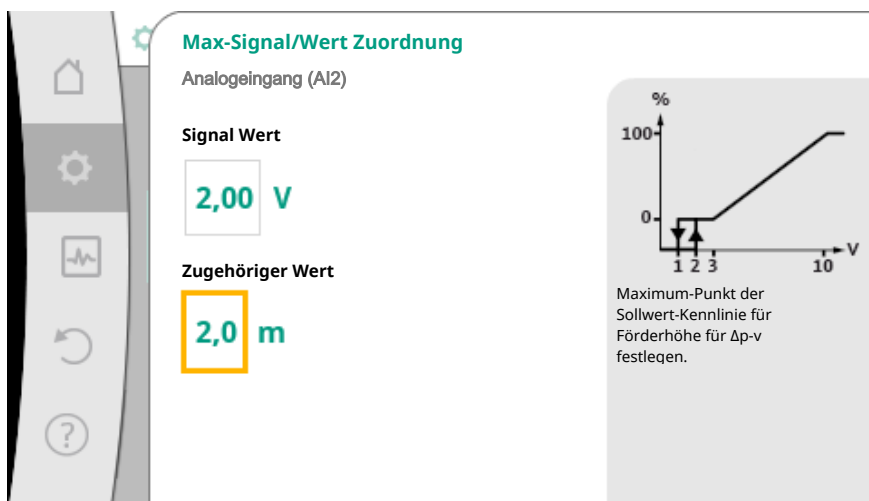 Max-Signal/Wert Zuordnung
Analogeingang (AI2)
Signal Wert
2,00 V
Zugehöriger Wert
2,0 m
%
100
0
1 2 3 10 V
Maximum-Punkt der
Sollwert-Kennlinie für
Förderhöhe für Δp-v
festlegen.
?